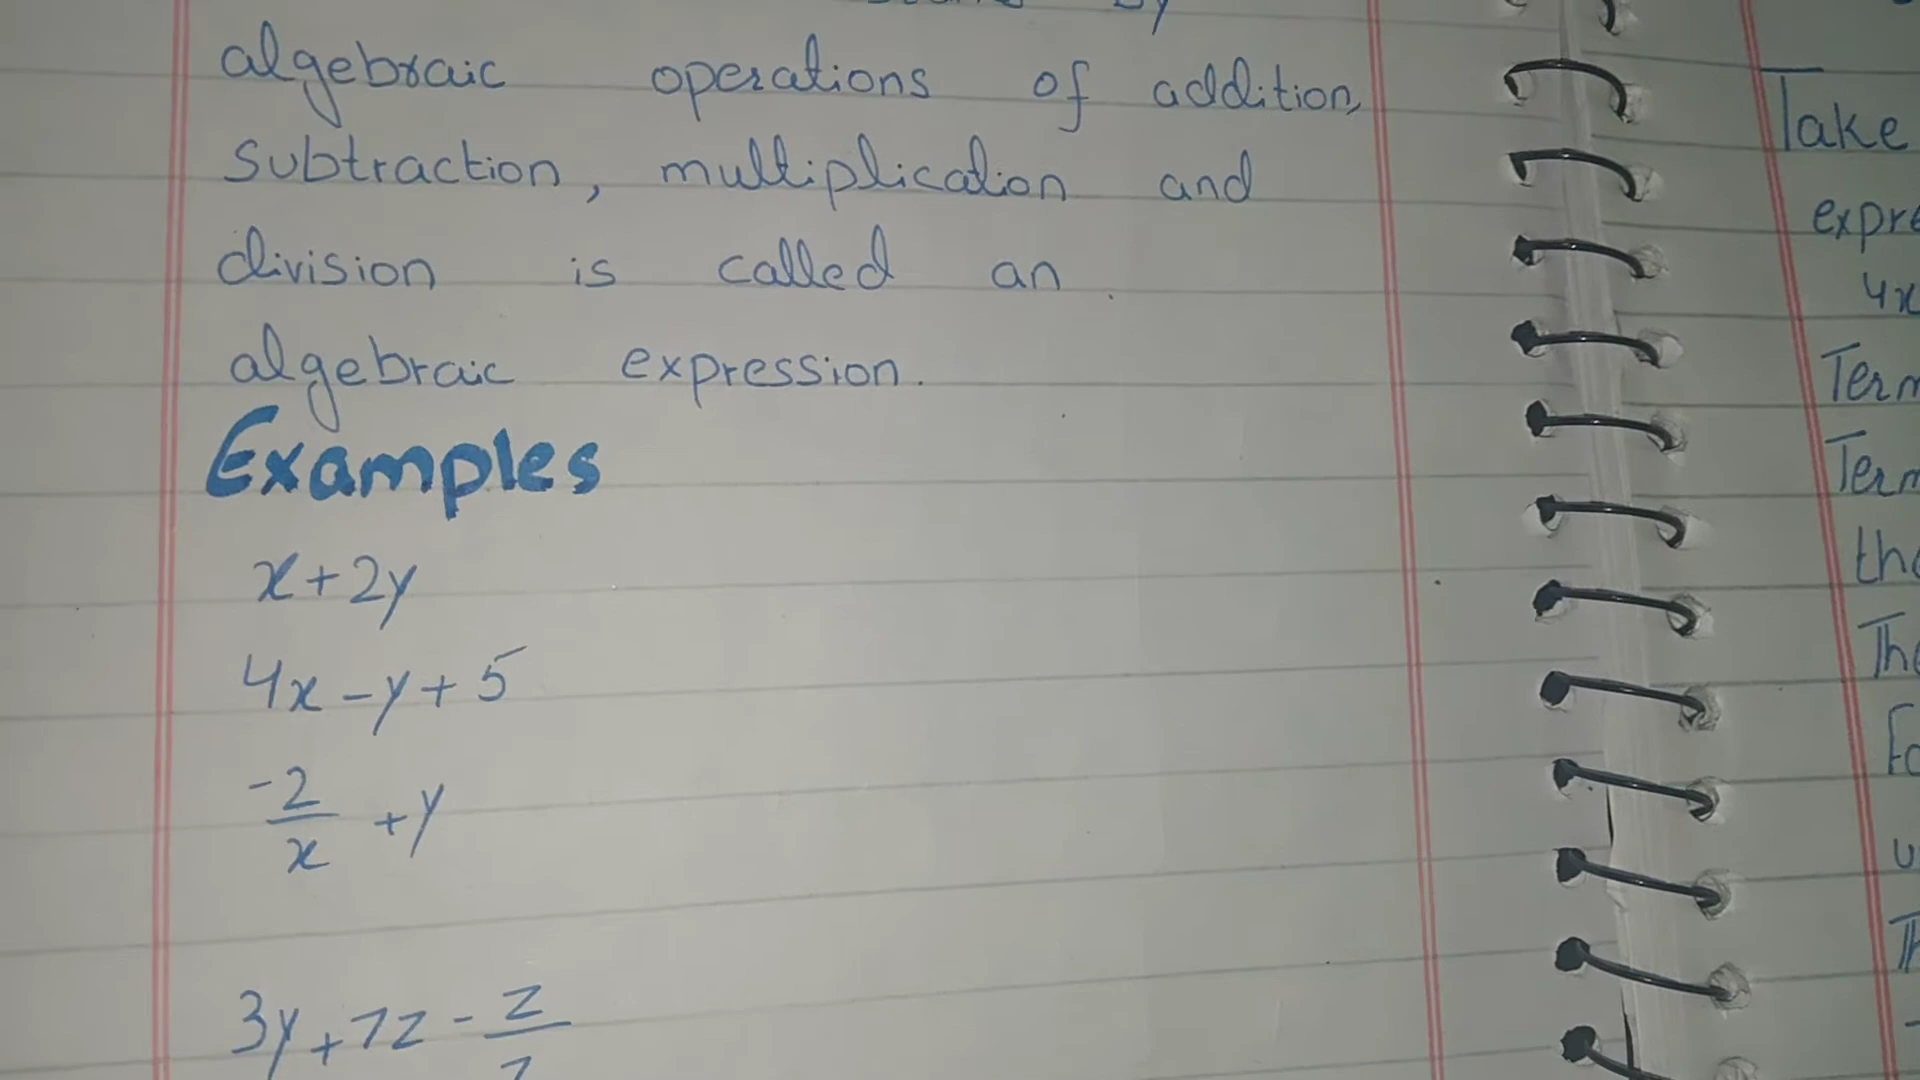 algebraic operations of addition,
subtraction, multiplication and
division is called an
algebraic expression.
Examples
x+2y
4x-y+5
-2/x +y
3y+7z-z/
Take
4x